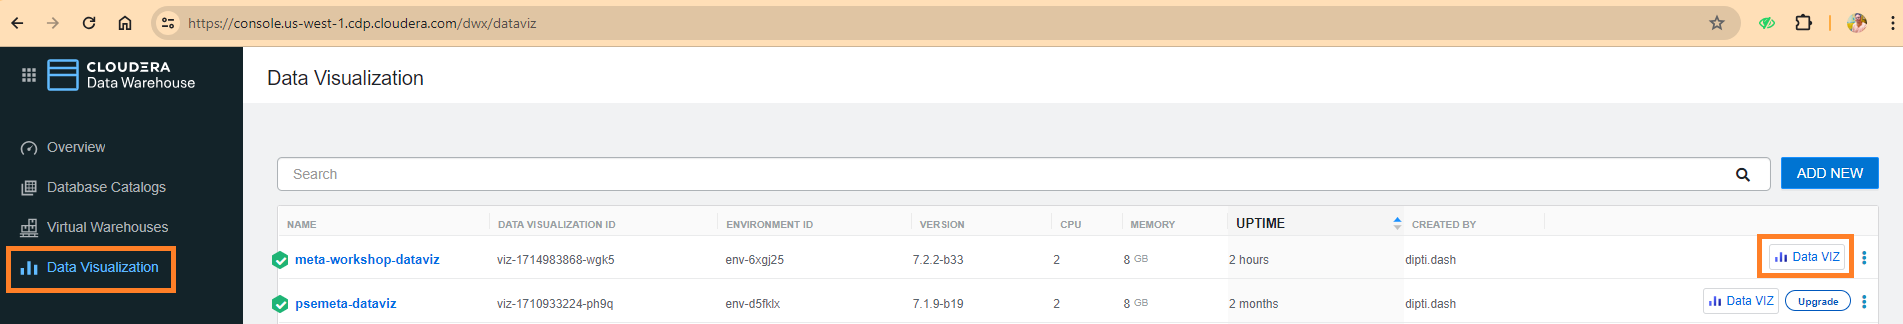 https://console.us-west-1.cdp.cloudera.com/dwx/dataviz
CLOUDERA
Data Warehouse
Data Visualization
Overview
Database Catalogs
Virtual Warehouses
Data Visualization
Search
ADD NEW
NAME DATA VISUALIZATION ID ENVIRONMENT ID VERSION CPU MEMORY UPTIME CREATED BY
meta-workshop-dataviz viz-1714983868-wgk5 env-6xgj25 7.2.2-b33 2 8 GB 2 hours dipti.dash Data VIZ
psemeta-dataviz viz-1710933224-ph9q env-d5fklx 7.1.9-b19 2 8 GB 2 months dipti.dash Data VIZ Upgrade